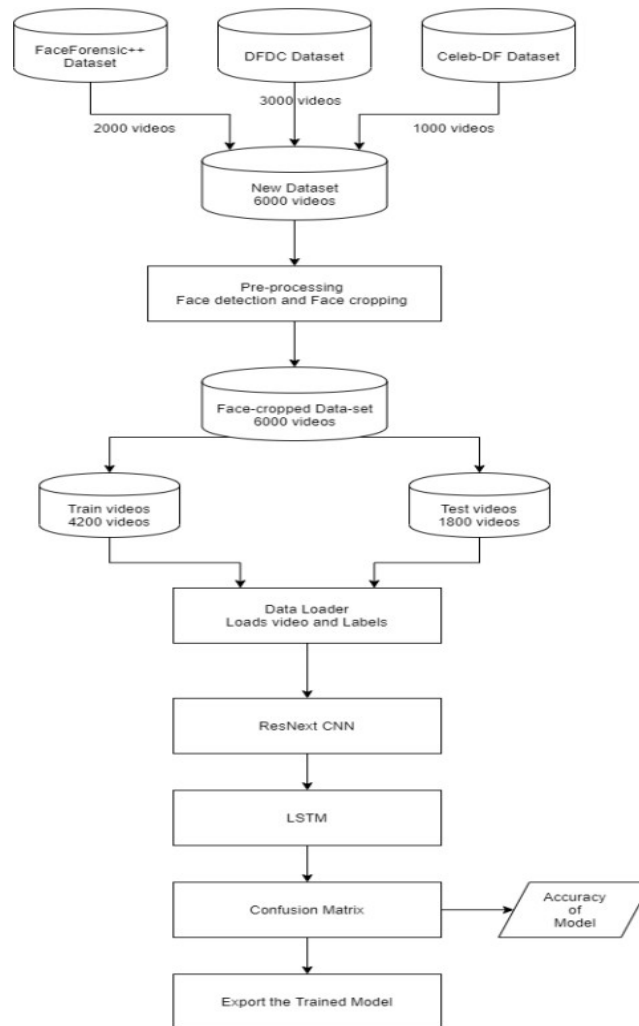 FaceForensic++
Dataset
DFDC Dataset
Celeb-DF Dataset
3000 videos
2000 videos
1000 videos
New Dataset
6000 videos
Pre-processing
Face detection and Face cropping
Face-cropped Data-set
6000 videos
Train videos
4200 videos
Test videos
1800 videos
Data Loader
Loads video and Labels
ResNext CNN
LSTM
Confusion Matrix
Accuracy
of
Model
Export the Trained Model